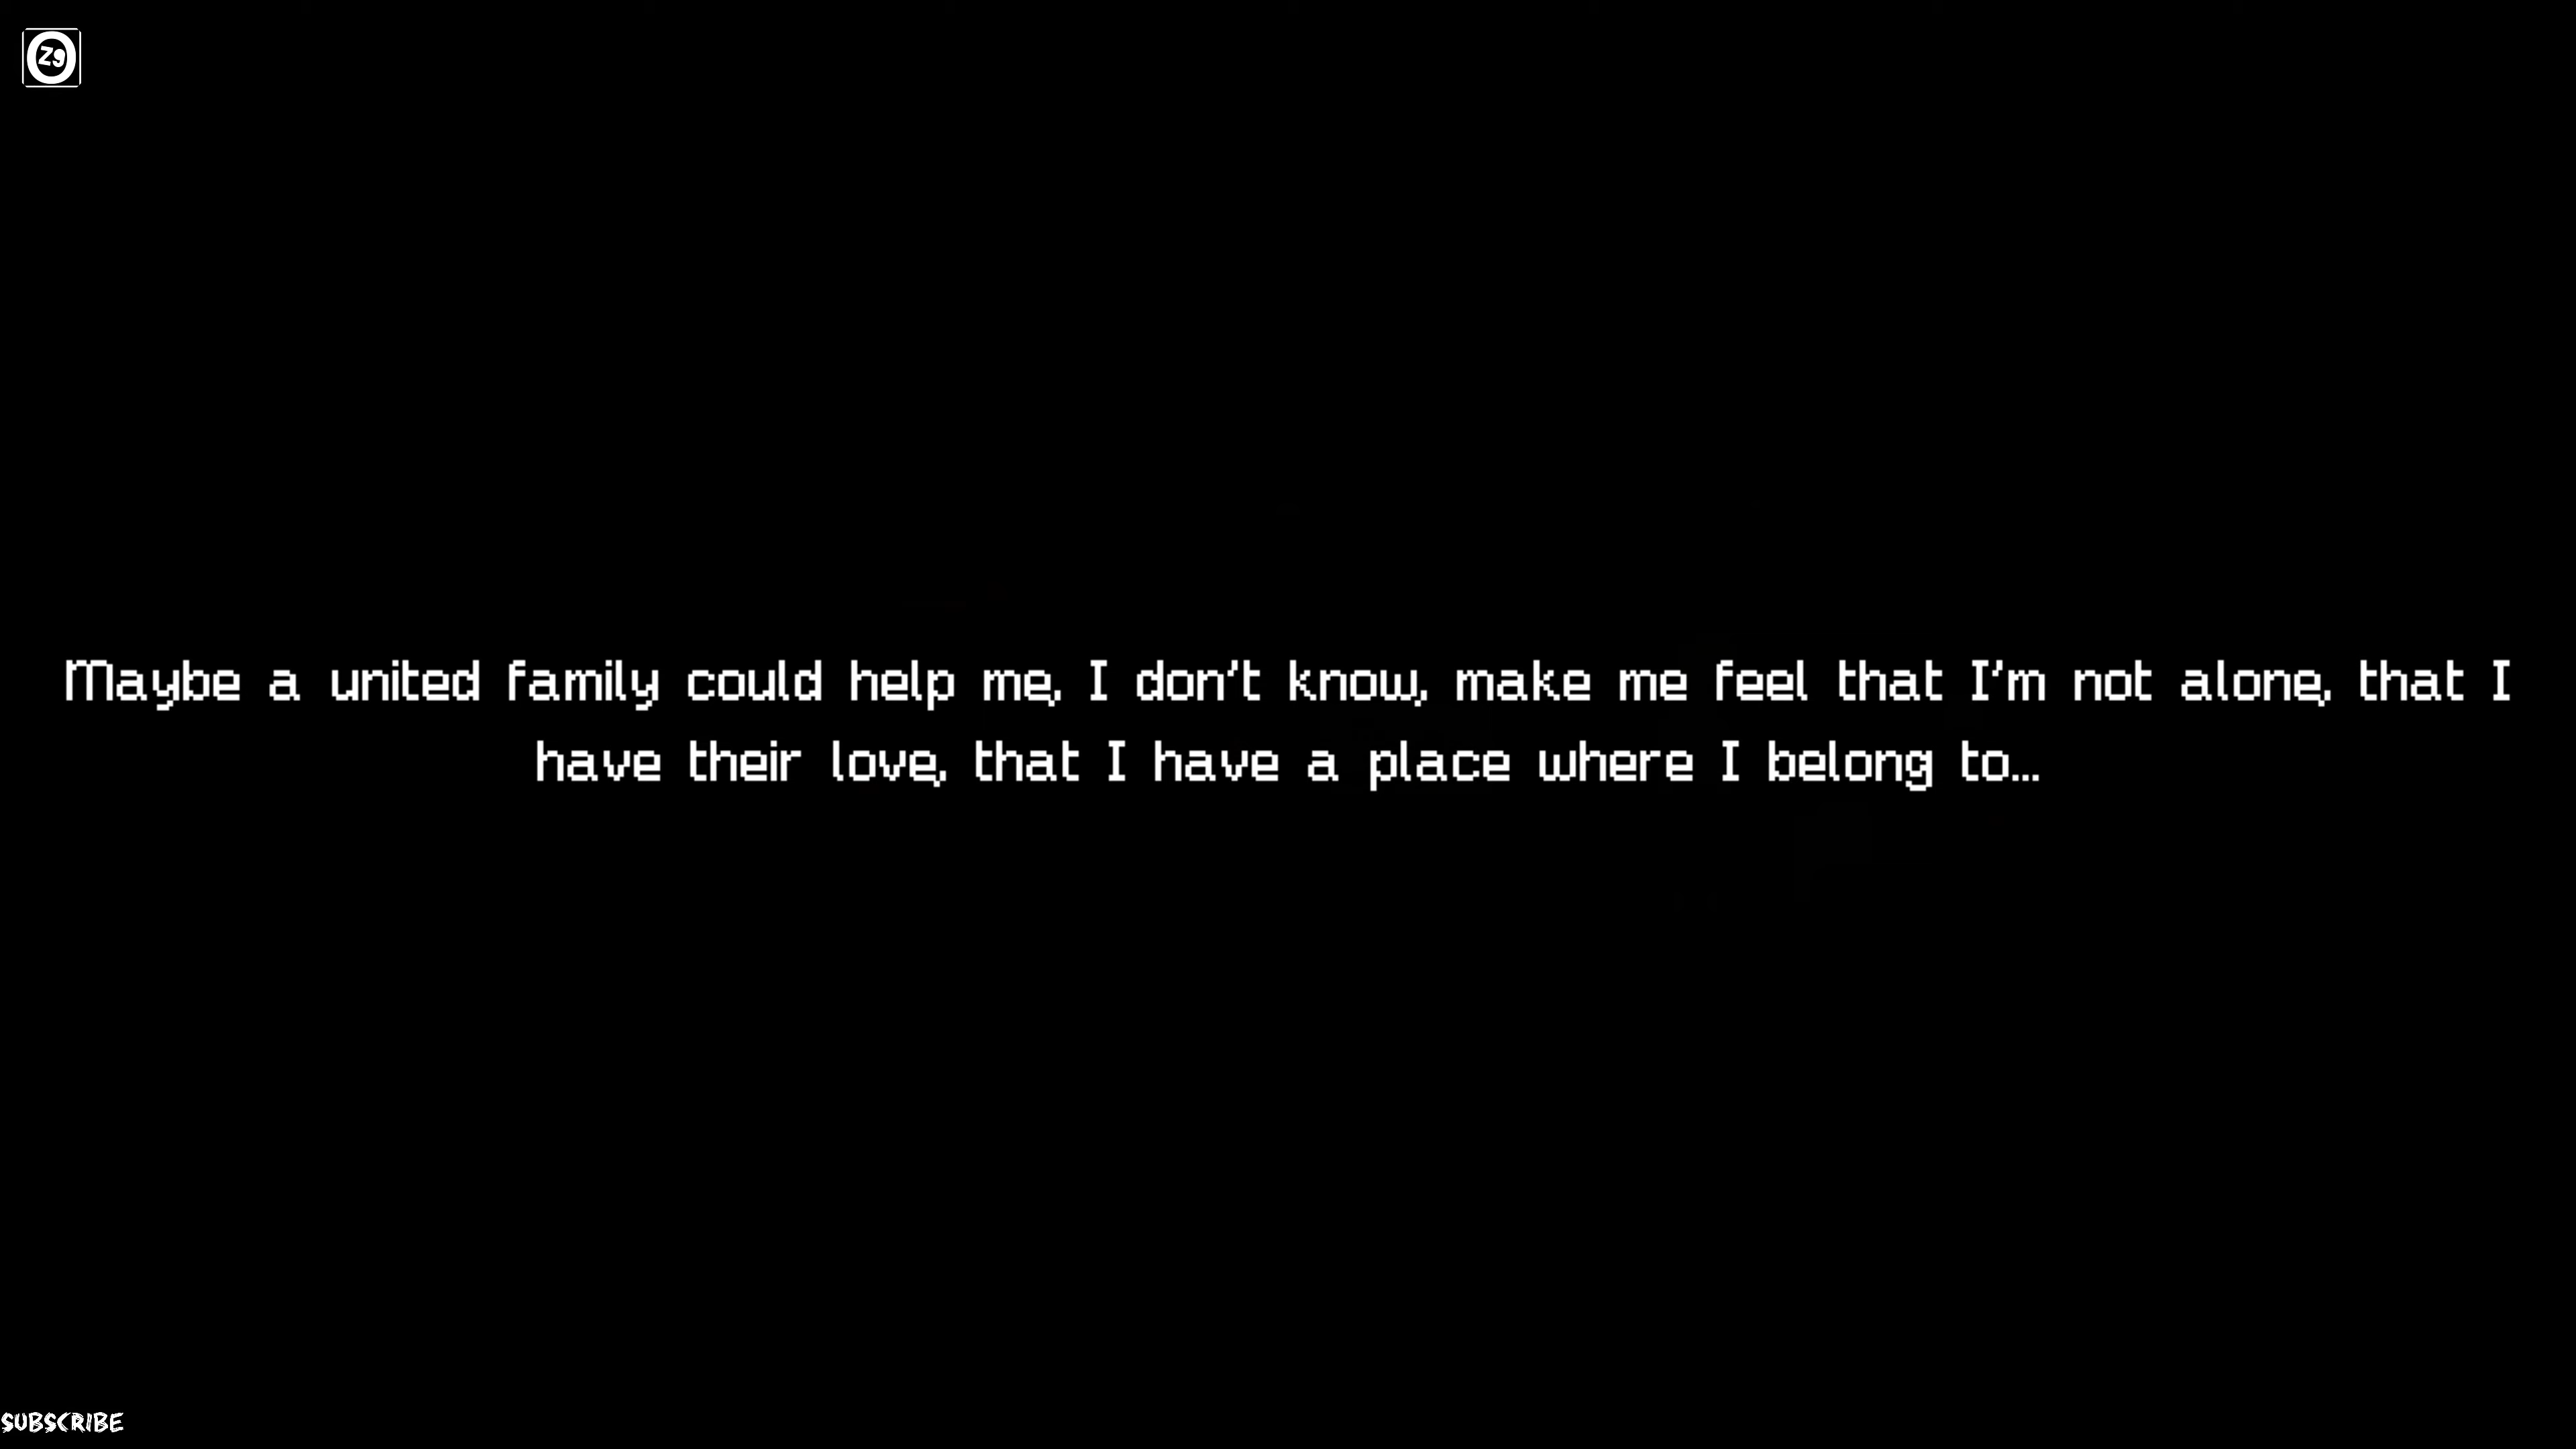 Z9
Maybe a united family could help me, I don't know, make me feel that I'm not alone, that I
have their love, that I have a place where I belong to...
SUBSCRIBE